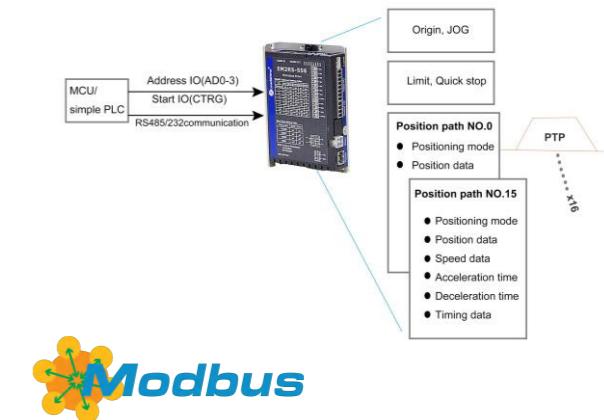 Origin, JOG
MCU/
simple PLC
Address IO(AD0-3)
Start IO(CTRG)
RS485/232communication
EM2RS-556
Limit, Quick stop
Position path NO.0
● Positioning mode
● Position data
PTP
x16
Position path NO.15
● Positioning mode
● Position data
● Speed data
● Acceleration time
● Deceleration time
● Timing data
Modbus